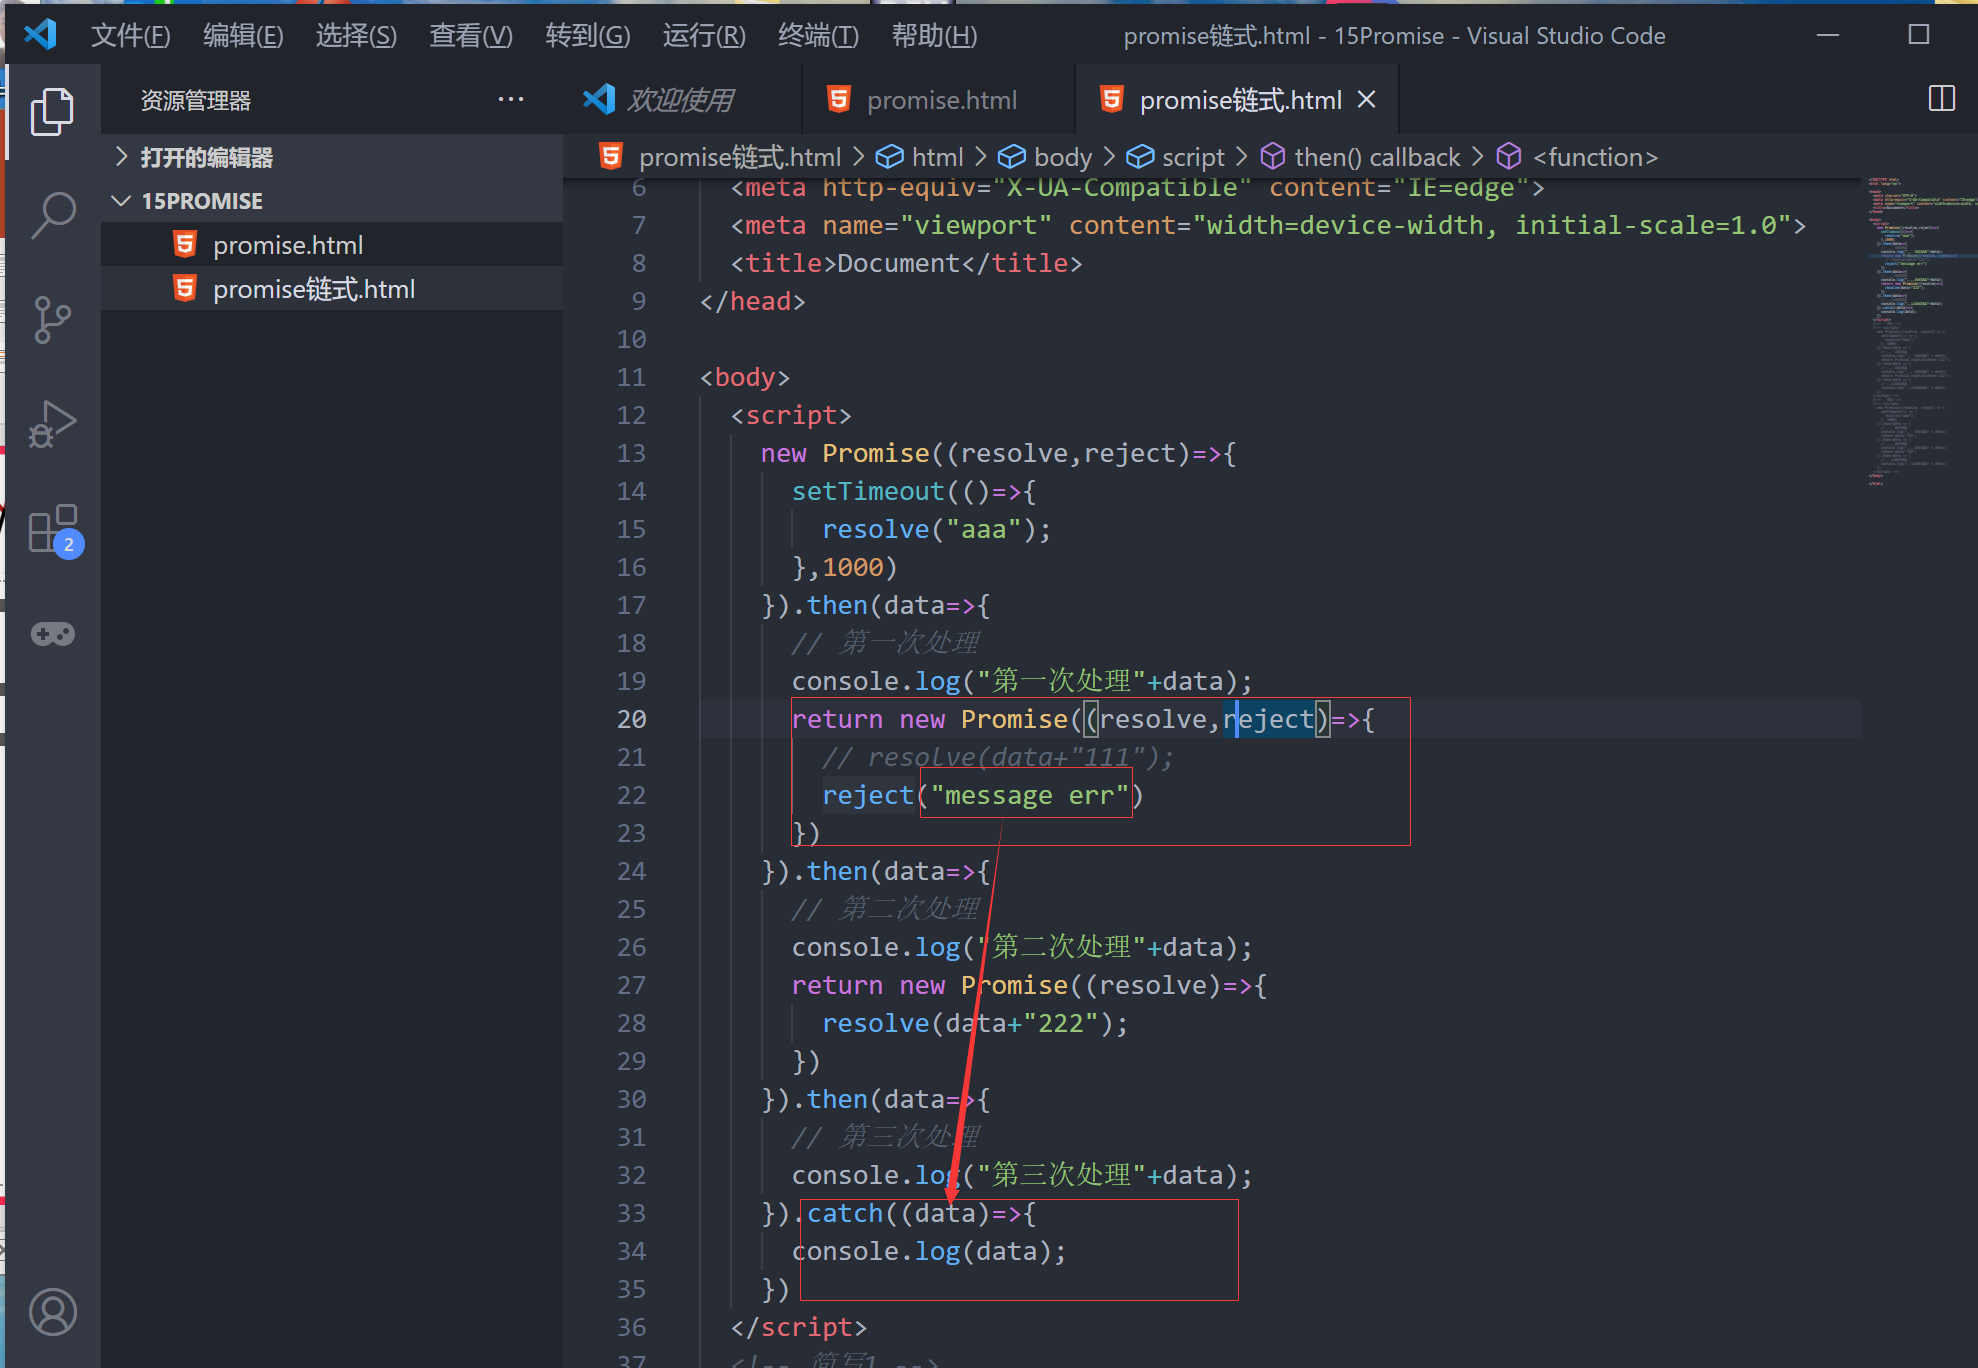 文件(F) 编辑(E) 选择(S) 查看(V) 转到(G) 运行(R) 终端(T) 帮助(H) promise链式.html - 15Promise - Visual Studio Code
资源管理器 ···
打开的编辑器
15PROMISE
promise.html
promise链式.html
2
欢迎使用 promise.html promise链式.html
promise链式.html > html > body > script > then() callback > <function>
6 <meta http-equiv="X-UA-Compatible" content="IE=edge">
7 <meta name="viewport" content="width=device-width, initial-scale=1.0">
8 <title>Document</title>
9 </head>
10
11 <body>
12 <script>
13 new Promise((resolve,reject)=>{
14 setTimeout(()=>{
15 resolve("aaa");
16 },1000)
17 }).then(data=>{
18 // 第一次处理
19 console.log("第一次处理"+data);
20 return new Promise((resolve,reject)=>{
21 // resolve(data+"111");
22 reject("message err")
23 })
24 }).then(data=>{
25 // 第二次处理
26 console.log("第二次处理"+data);
27 return new Promise((resolve)=>{
28 resolve(data+"222");
29 })
30 }).then(data=>{
31 // 第三次处理
32 console.log("第三次处理"+data);
33 }).catch((data)=>{
34 console.log(data);
35 })
36 </script>
37 <!-- 简写1 -->